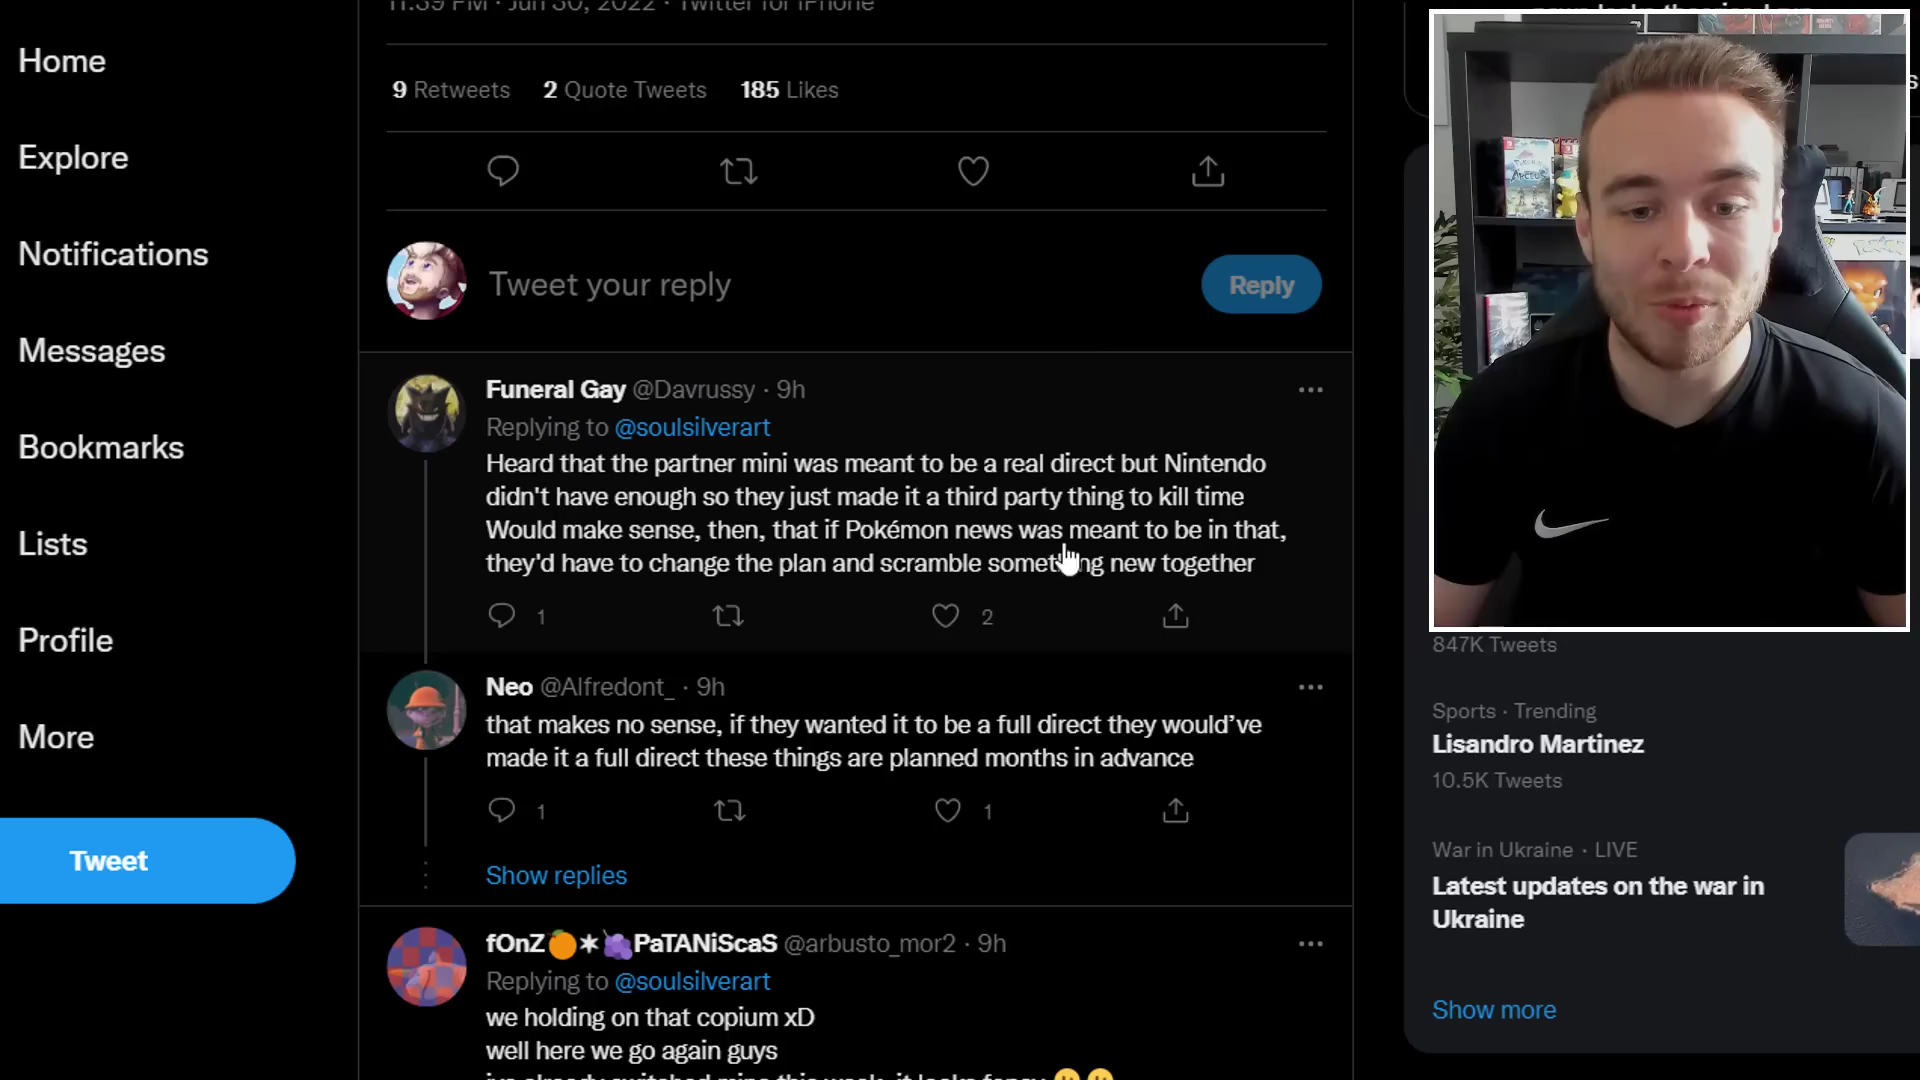 11:39 PM · Jun 30, 2022 · Twitter for iPhone
Home
9 Retweets 2 Quote Tweets 185 Likes
Explore
Notifications
Tweet your reply
Reply
Messages
Funeral Gay @Davrussy · 9h
Replying to @soulsilverart
Bookmarks
Heard that the partner mini was meant to be a real direct but Nintendo
didn't have enough so they just made it a third party thing to kill time
Would make sense, then, that if Pokémon news was meant to be in that,
they'd have to change the plan and scramble something new together
Lists
1 2
Profile
Neo @Alfredont_ · 9h
that makes no sense, if they wanted it to be a full direct they would've
made it a full direct these things are planned months in advance
More
1 1
Tweet
Show replies
fOnZ🍊✶🍇PaTANiScaS @arbusto_mor2 · 9h
Replying to @soulsilverart
we holding on that copium xD
well here we go again guys
ARCEUS
847K Tweets
Sports · Trending
Lisandro Martinez
10.5K Tweets
War in Ukraine · LIVE
Latest updates on the war in
Ukraine
Show more